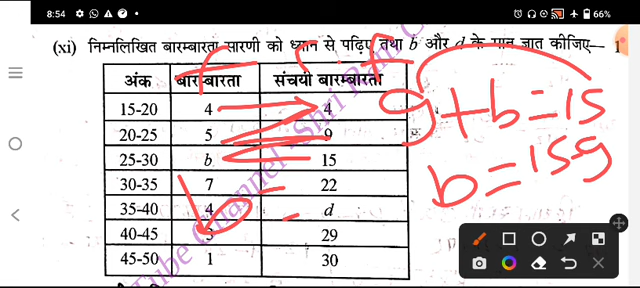 8:54 66%
(xi) निम्नलिखित बारम्बारता सारणी को ध्यान से पढ़िए तथा b और d के मान ज्ञात कीजिए— 1
अंक बारंबारता संचयी बारम्बारता
15-20 4 4
20-25 5 9
25-30 b 15
30-35 7 22
35-40 4 d
40-45 3 29
45-50 1 30
f
9+b=15
b=15-9
b=